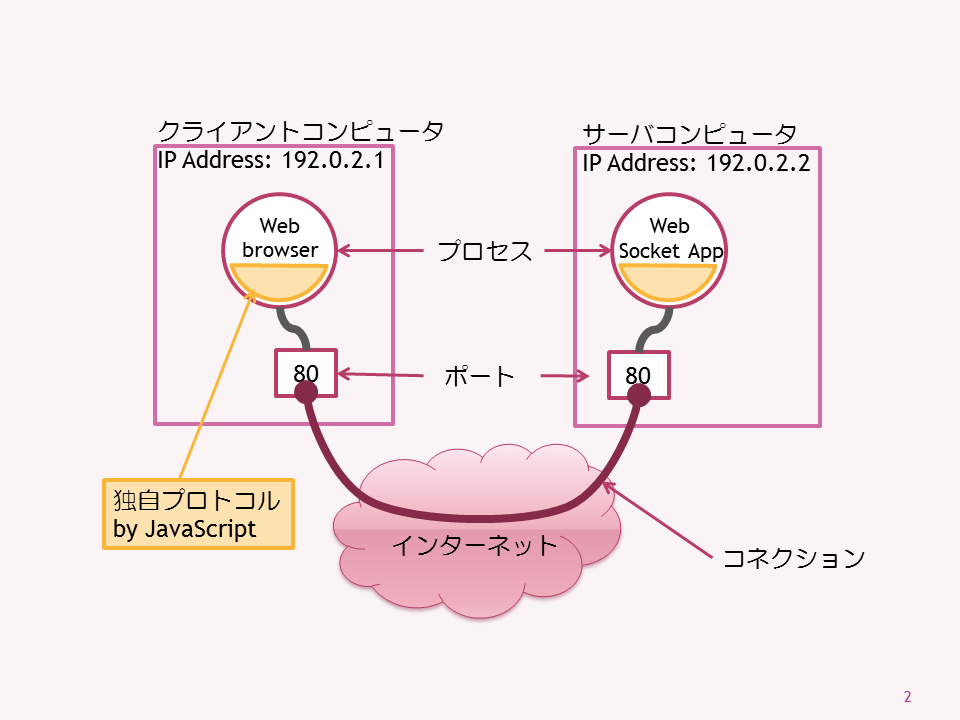 クライアントコンピュータ
IP Address: 192.0.2.1
サーバコンピュータ
IP Address: 192.0.2.2
Web
browser
プロセス
Web
Socket App
80
ポート
80
独自プロトコル
by JavaScript
インターネット
コネクション
2